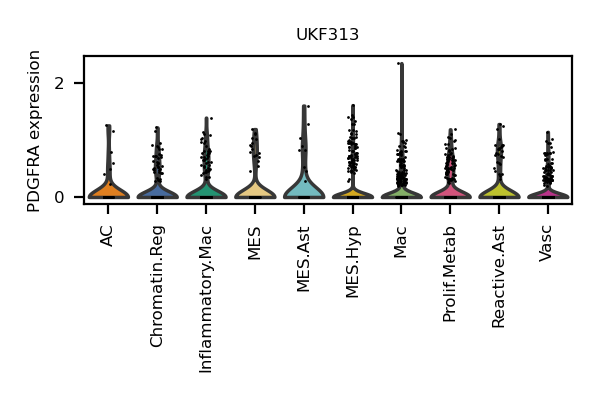 UKF313
PDGFRA expression
2
0
AC
Chromatin.Reg
Inflammatory.Mac
MES
MES.Ast
MES.Hyp
Mac
Prolif.Metab
Reactive.Ast
Vasc